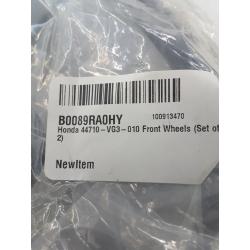 B0089RA0HY 100913470
Honda 44710-VG3-010 Front Wheels (Set of
2)
NewItem